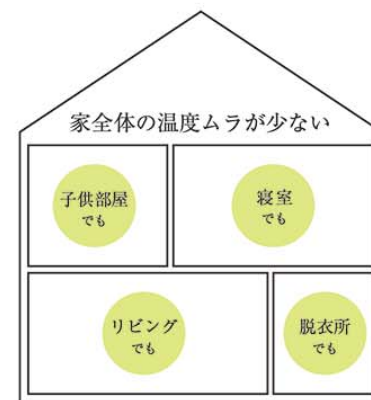 家全体の温度ムラが少ない
子供部屋
でも
寝室
でも
リビング
でも
脱衣所
でも